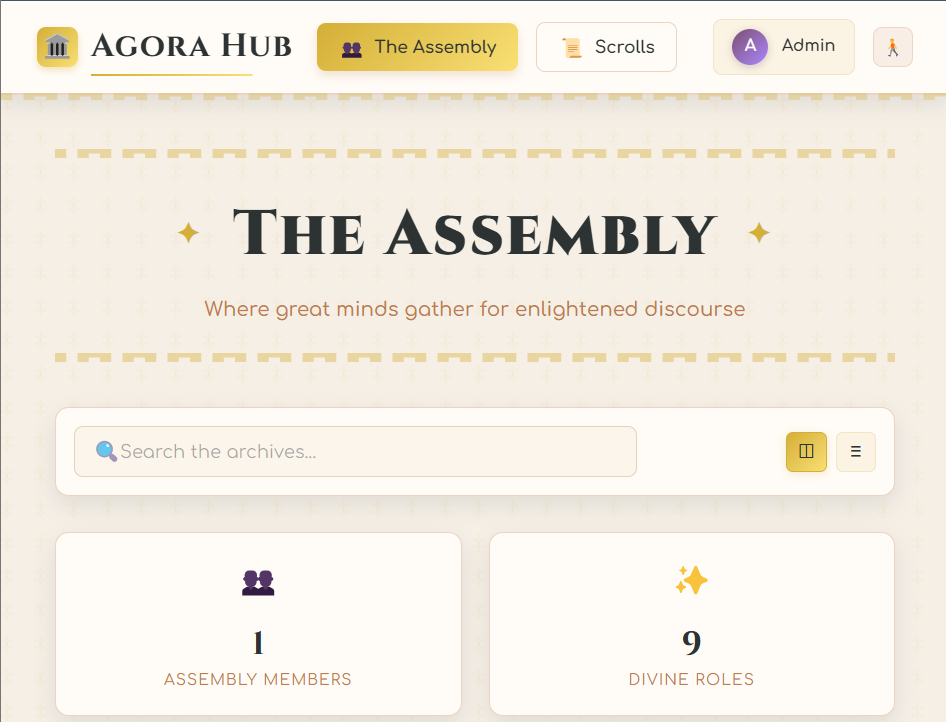 Agora Hub
The Assembly
Scrolls
A
Admin
The Assembly
Where great minds gather for enlightened discourse
Search the archives...
1
ASSEMBLY MEMBERS
9
DIVINE ROLES